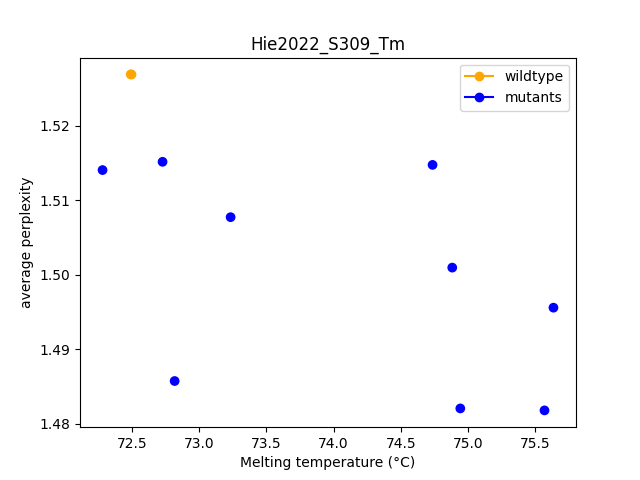 Hie2022_S309_Tm
wildtype
mutants
1.52
1.51
1.50
1.49
1.48
average perplexity
72.5 73.0 73.5 74.0 74.5 75.0 75.5
Melting temperature (°C)